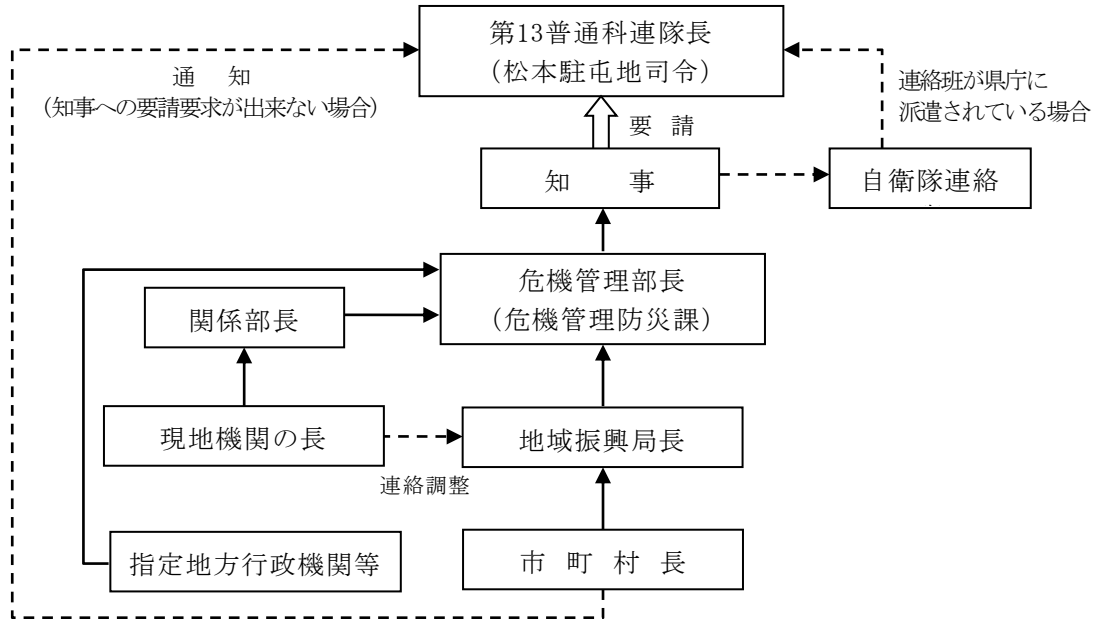 第13普通科連隊長
(松本駐屯地司令)
通 知
(知事への要請要求が出来ない場合)
連絡班が県庁に
派遣されている場合
要 請
知 事
自衛隊連絡
危機管理部長
(危機管理防災課)
関係部長
現地機関の長
地域振興局長
連絡調整
指定地方行政機関等
市 町 村 長